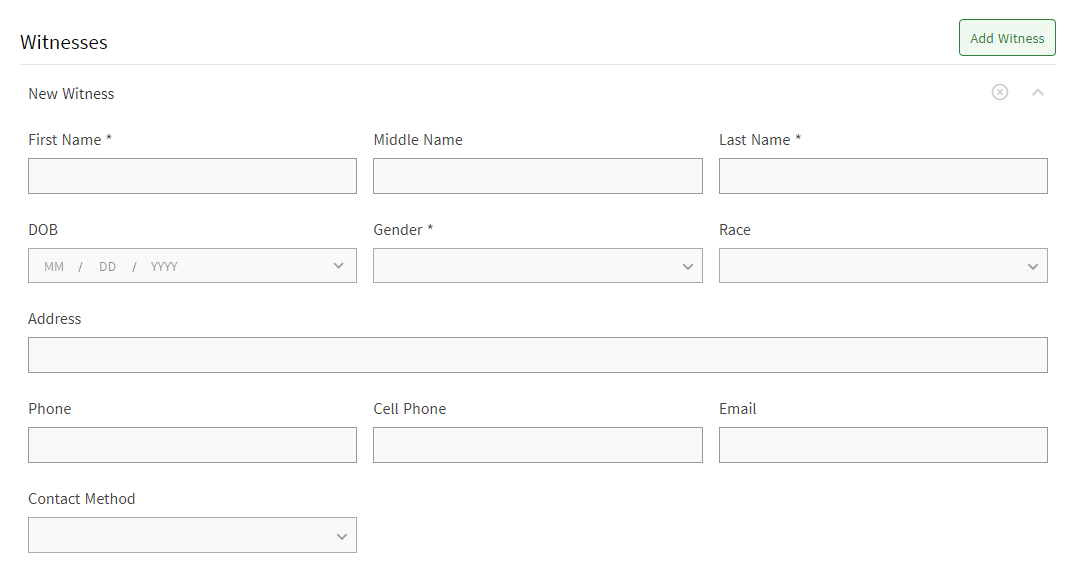 Witnesses
Add Witness
New Witness
First Name *
Middle Name
Last Name *
DOB
Gender *
Race
MM / DD / YYYY
Address
Phone
Cell Phone
Email
Contact Method